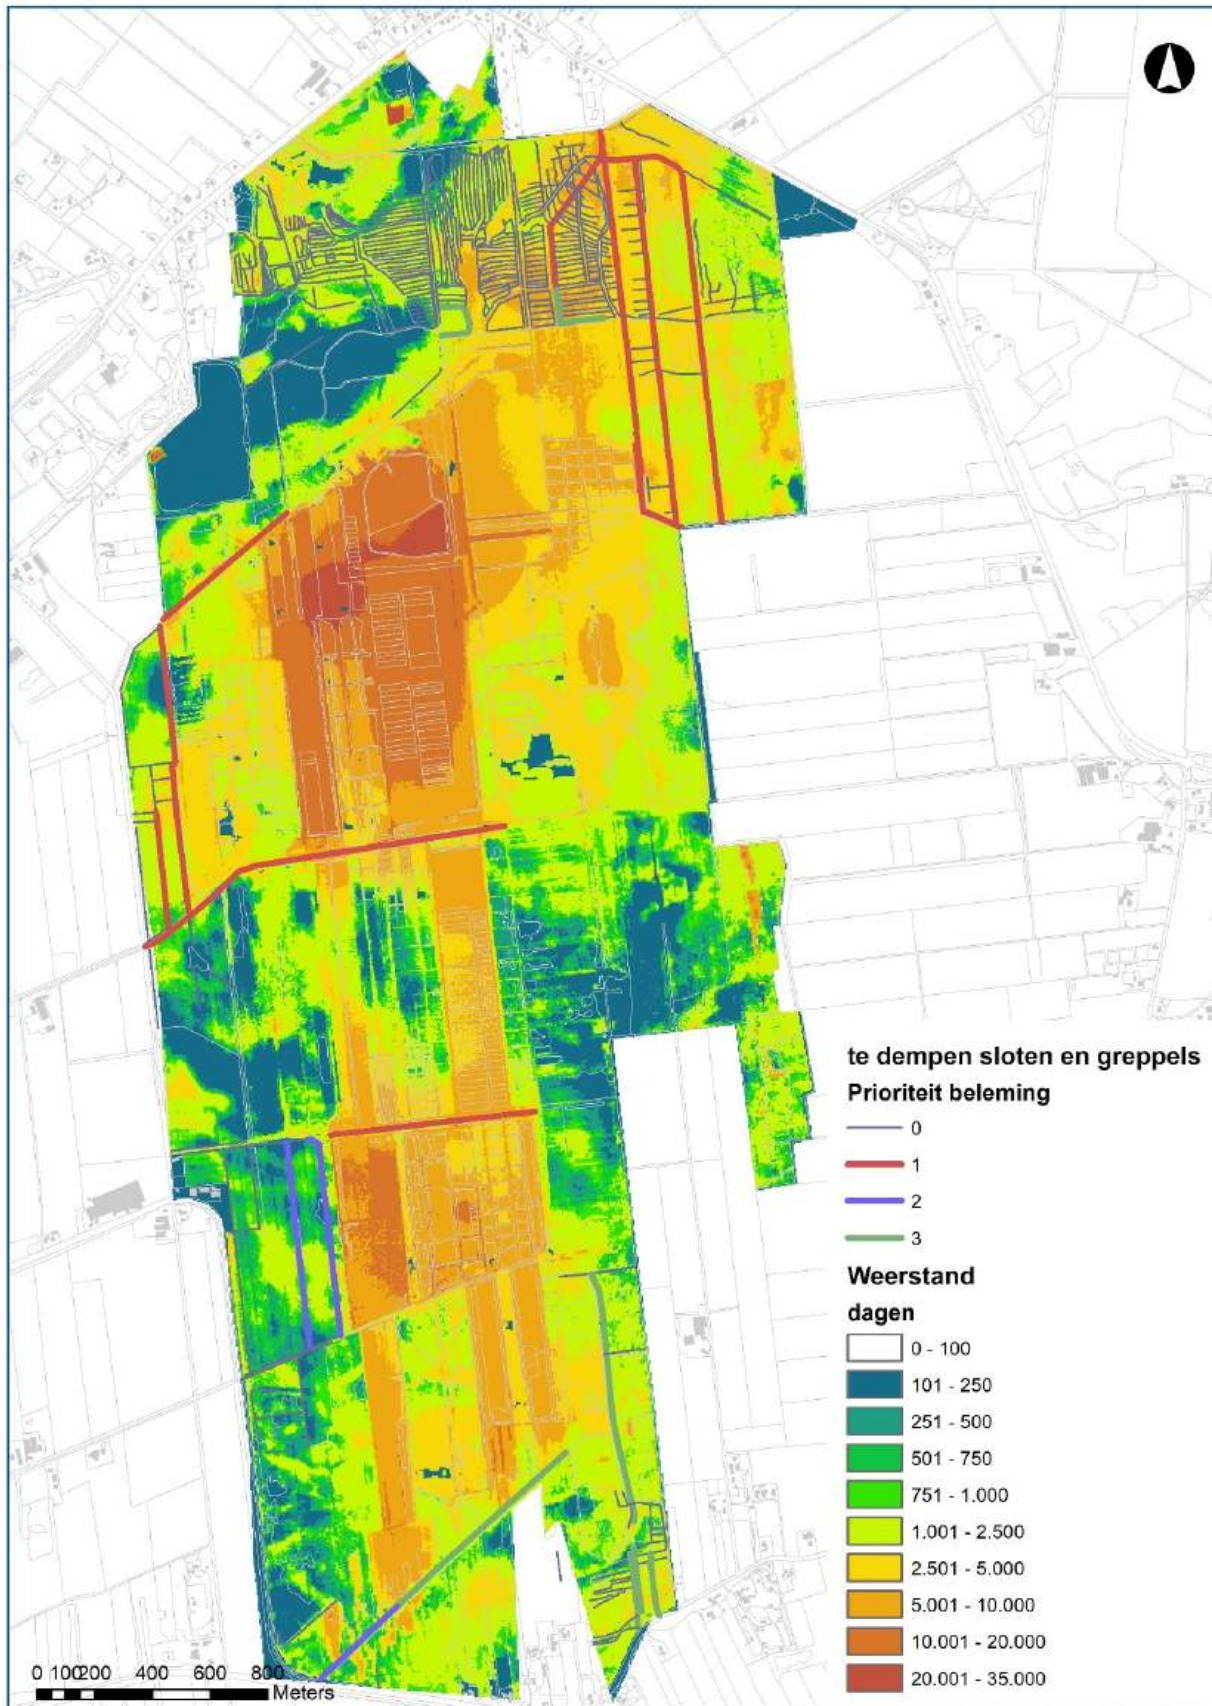 te dempen sloten en greppels
Prioriteit beleming
0
1
2
3
Weerstand
dagen
0 - 100
101 - 250
251 - 500
501 - 750
751 - 1.000
1.001 - 2.500
2.501 - 5.000
5.001 - 10.000
10.001 - 20.000
20.001 - 35.000
0 100200 400 600 800
Meters